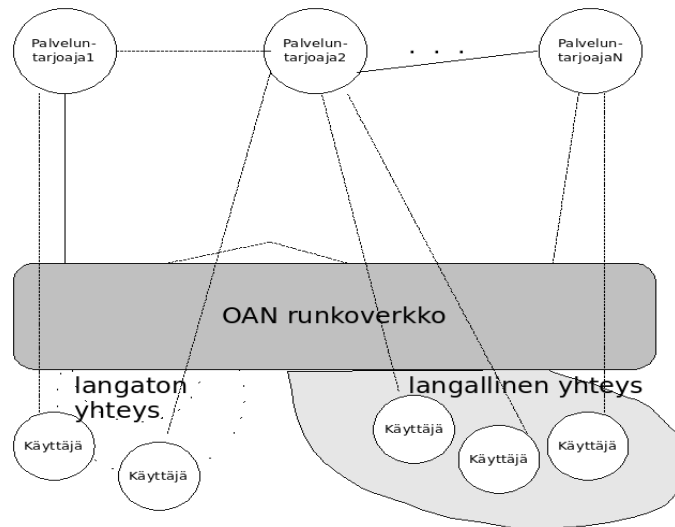 Palvelun-
tarjoaja1
Palvelun-
tarjoaja2
. . .
Palvelun-
tarjoajaN
OAN runkoverkko
langaton
yhteys
langallinen yhteys
Käyttäjä
Käyttäjä
Käyttäjä
Käyttäjä
Käyttäjä